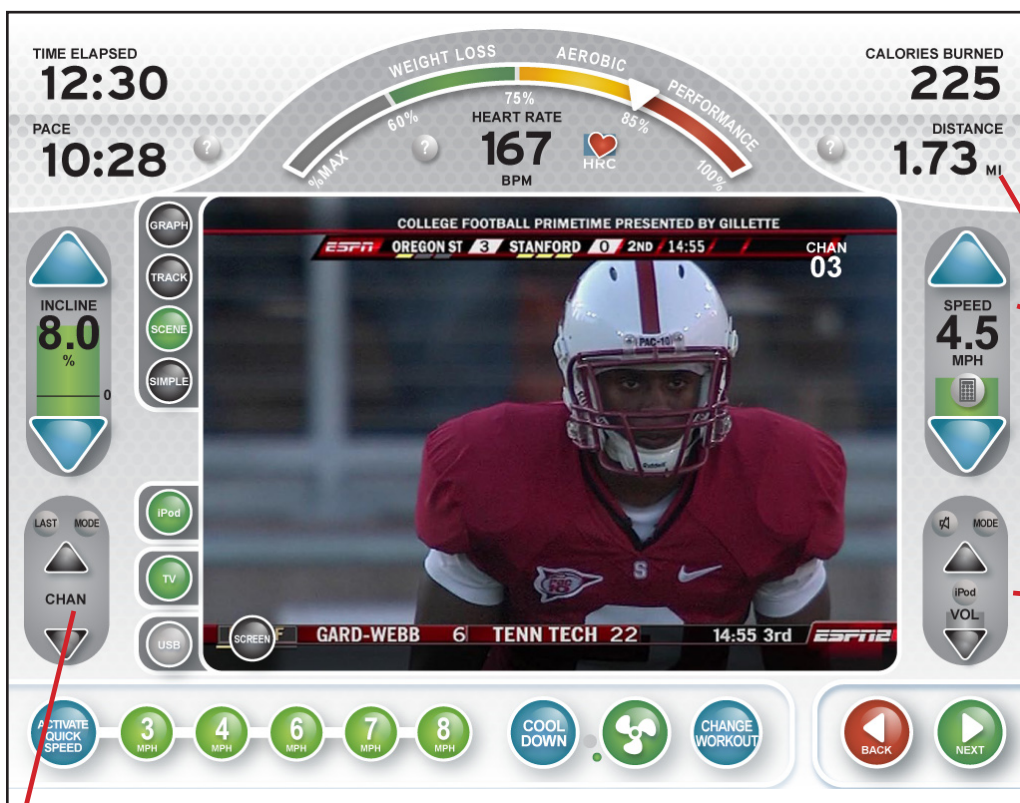 TIME ELAPSED
12:30
PACE
10:28
?
WEIGHT LOSS
AEROBIC
PERFORMANCE
%MAX
60%
75%
85%
100%
HEART RATE
167
BPM
?
HRC
CALORIES BURNED
225
DISTANCE
1.73 MI
?
INCLINE
8.0
%
0
GRAPH
TRACK
SCENE
SIMPLE
COLLEGE FOOTBALL PRIMETIME PRESENTED BY GILLETTE
ESPN OREGON ST 3 STANFORD 0 2ND 14:55
CHAN
03
PAC-10
Riddell
S
SCREEN
F GARD-WEBB 6 TENN TECH 22 14:55 3rd ESPN2
SPEED
4.5
MPH
LAST MODE
CHAN
iPod
TV
USB
MODE
iPod
VOL
ACTIVATE
QUICK
SPEED
3
MPH
4
MPH
6
MPH
7
MPH
8
MPH
COOL
DOWN
CHANGE
WORKOUT
BACK
NEXT